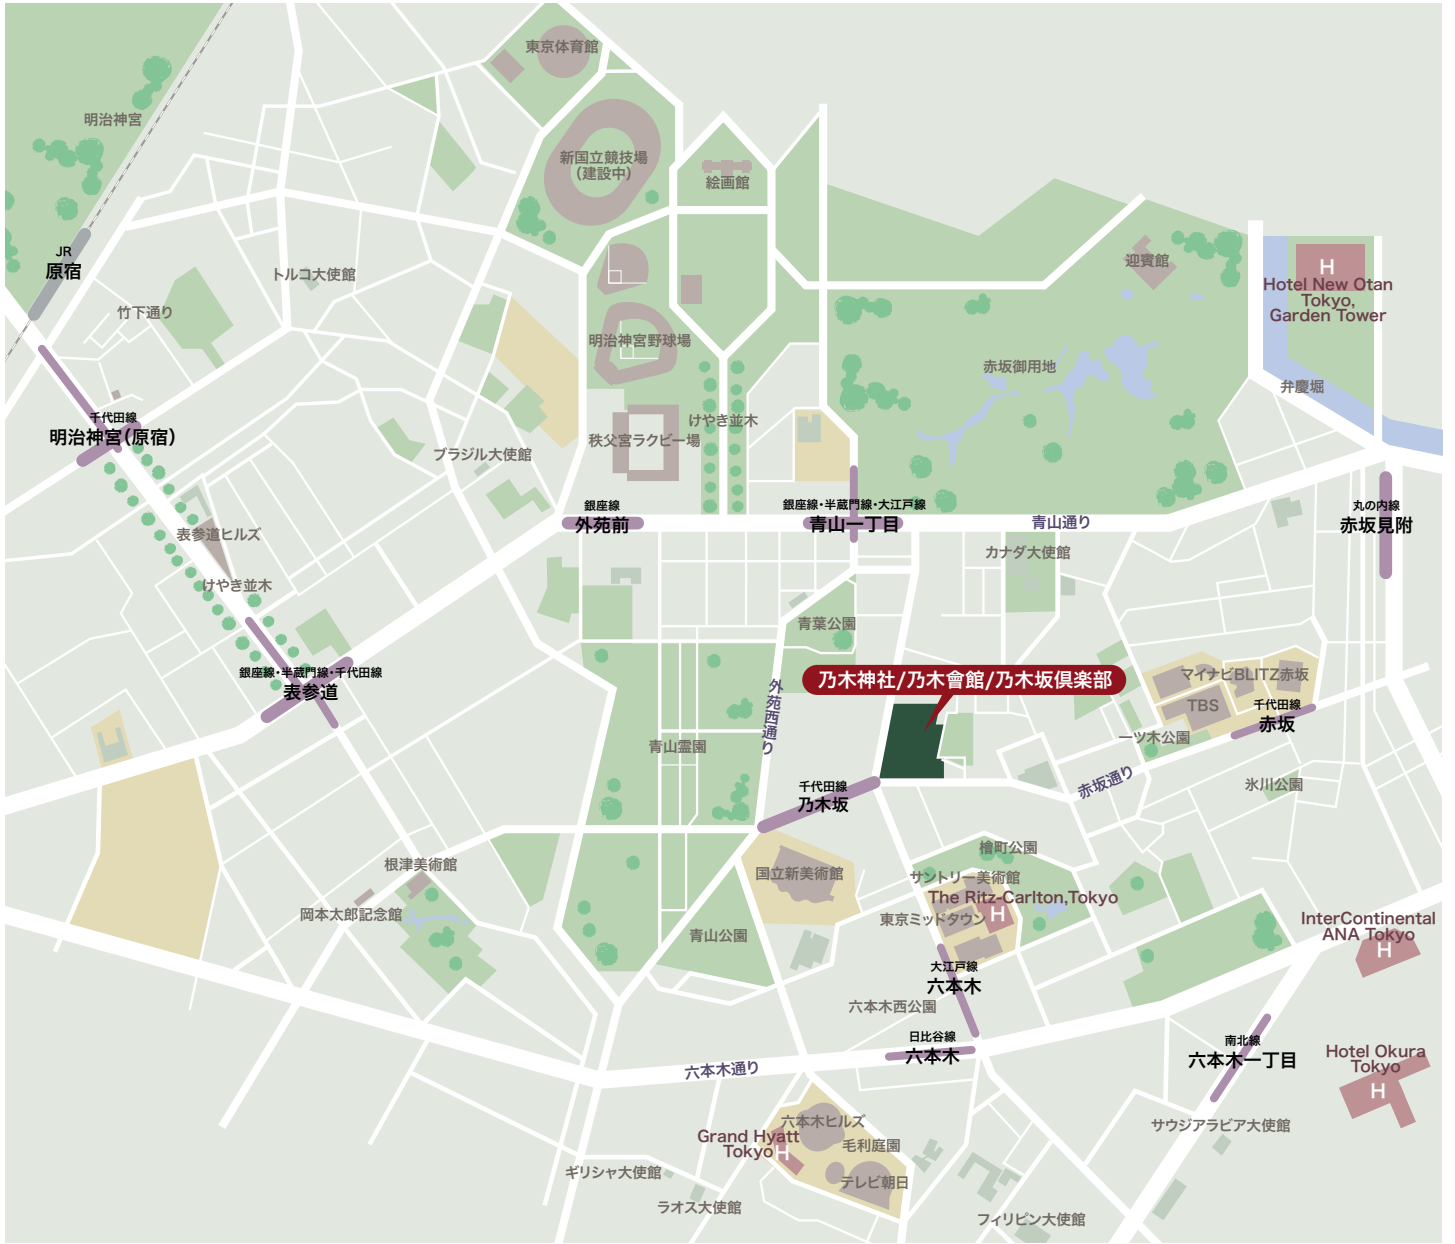 東京体育館
明治神宮
新国立競技場
（建設中）
絵画館
JR
原宿
トルコ大使館
迎賓館
H
Hotel New Otan
Tokyo,
Garden Tower
竹下通り
明治神宮野球場
赤坂御用地
弁慶堀
千代田線
明治神宮（原宿）
けやき並木
秩父宮ラクビー場
ブラジル大使館
銀座線
外苑前
銀座線・半蔵門線・大江戸線
青山一丁目
青山通り
丸の内線
赤坂見附
表参道ヒルズ
カナダ大使館
けやき並木
青葉公園
銀座線・半蔵門線・千代田線
表参道
乃木神社/乃木會館/乃木坂倶楽部
マイナビBLITZ赤坂
TBS
千代田線
赤坂
外苑西通り
青山霊園
一ツ木公園
赤坂通り
氷川公園
千代田線
乃木坂
檜町公園
根津美術館
国立新美術館
サントリー美術館
The Ritz-Carlton,Tokyo
H
東京ミッドタウン
岡本太郎記念館
青山公園
InterContinental
ANA Tokyo
H
大江戸線
六本木
六本木西公園
日比谷線
六本木
南北線
六本木一丁目
Hotel Okura
Tokyo
H
六本木通り
六本木ヒルズ
Grand Hyatt
Tokyo
H
毛利庭園
サウジアラビア大使館
ギリシャ大使館
テレビ朝日
ラオス大使館
フィリピン大使館